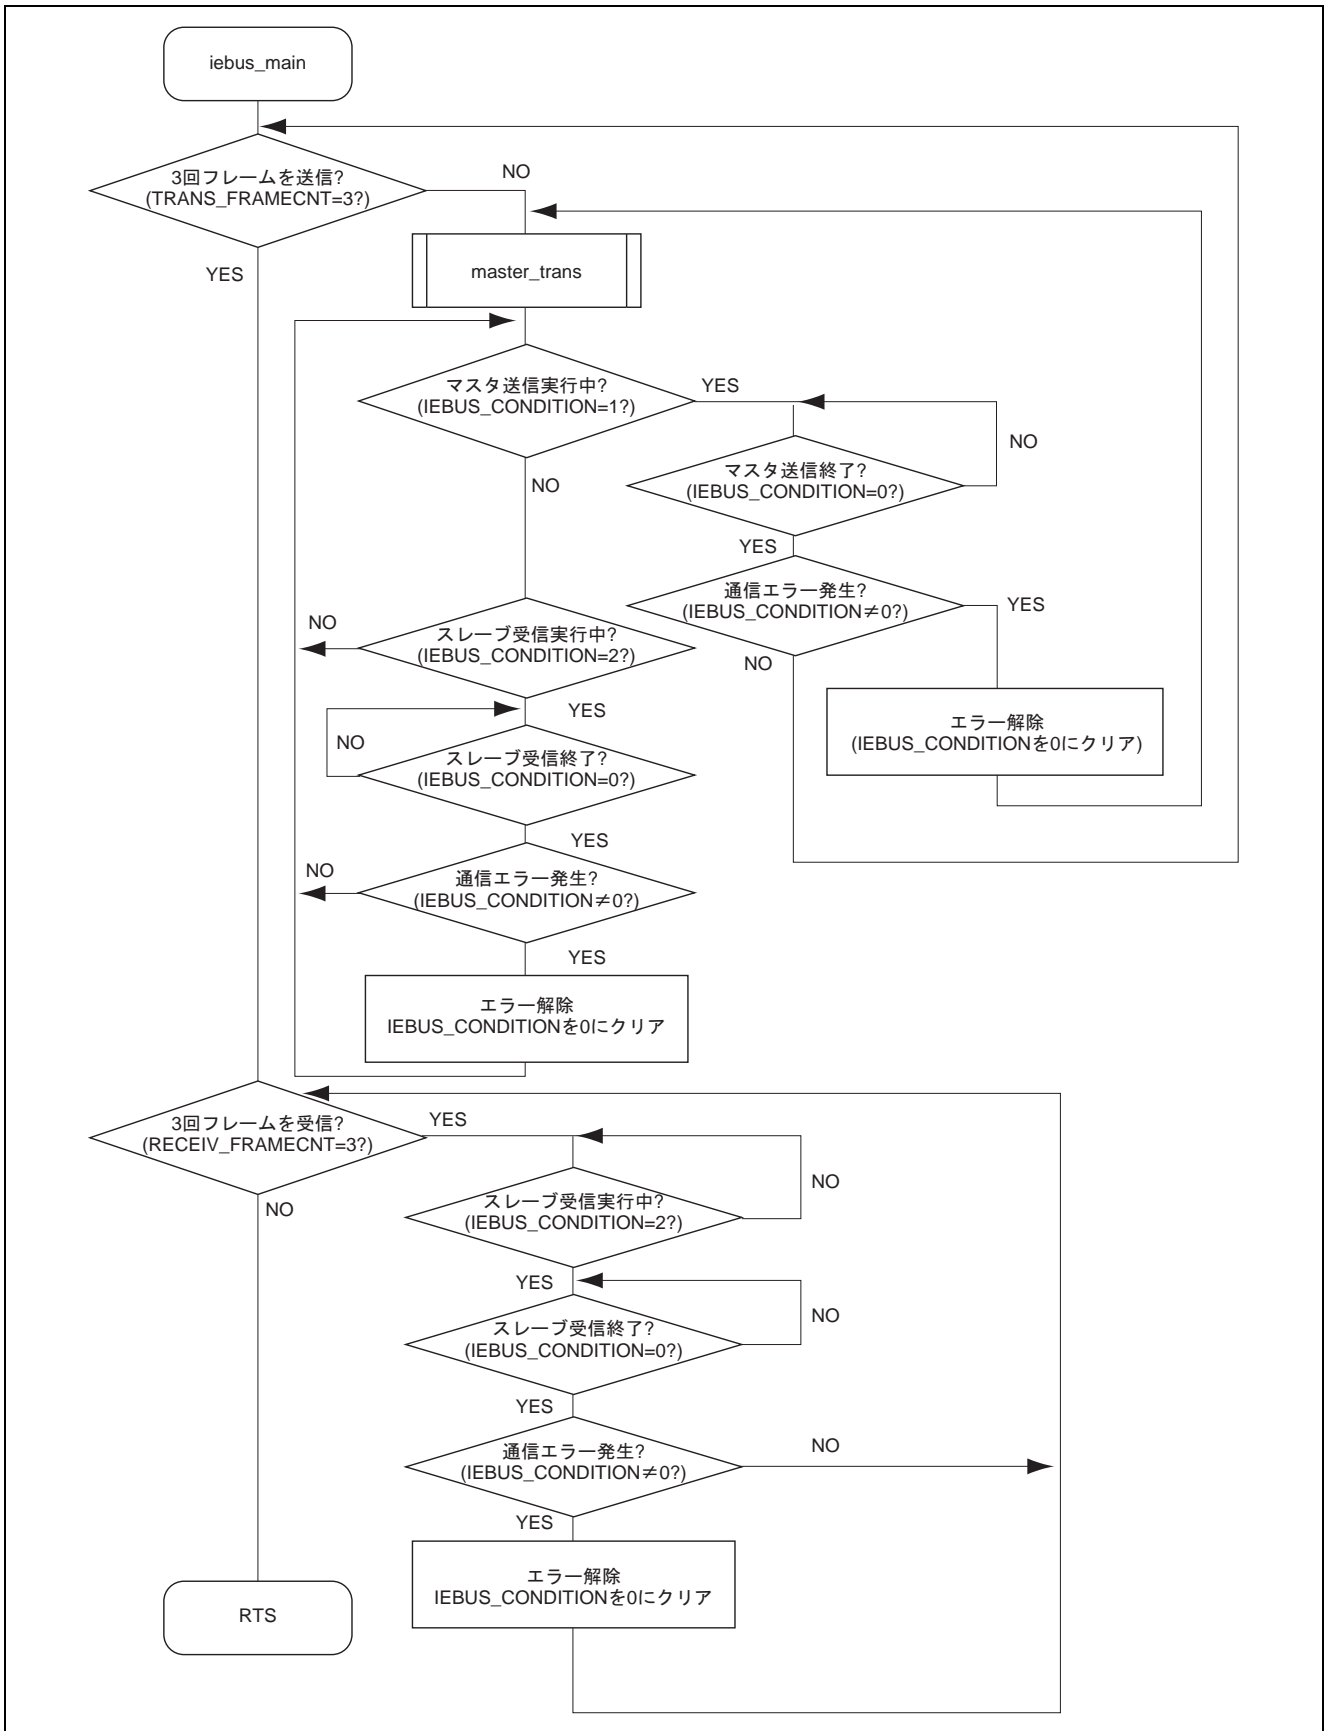 iebus_main
3回フレームを送信?
(TRANS_FRAMECNT=3?)
NO
YES
master_trans
マスタ送信実行中?
(IEBUS_CONDITION=1?)
YES
NO
マスタ送信終了?
(IEBUS_CONDITION=0?)
NO
YES
通信エラー発生?
(IEBUS_CONDITION≠0?)
YES
NO
エラー解除
(IEBUS_CONDITIONを0にクリア)
スレーブ受信実行中?
(IEBUS_CONDITION=2?)
NO
YES
スレーブ受信終了?
(IEBUS_CONDITION=0?)
NO
YES
通信エラー発生?
(IEBUS_CONDITION≠0?)
NO
YES
エラー解除
IEBUS_CONDITIONを0にクリア
3回フレームを受信?
(RECEIV_FRAMECNT=3?)
YES
NO
スレーブ受信実行中?
(IEBUS_CONDITION=2?)
NO
YES
スレーブ受信終了?
(IEBUS_CONDITION=0?)
NO
YES
通信エラー発生?
(IEBUS_CONDITION≠0?)
NO
YES
エラー解除
IEBUS_CONDITIONを0にクリア
RTS